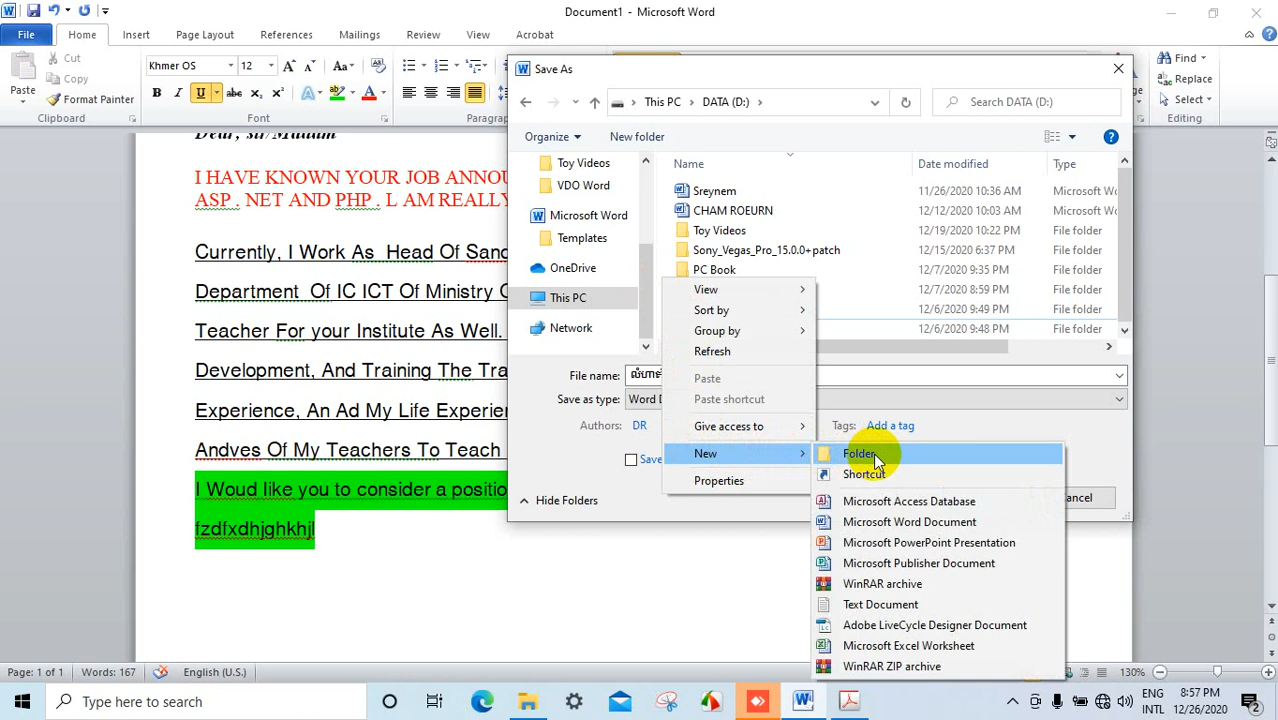 Document1 - Microsoft Word
File Home Insert Page Layout References Mailings Review View Acrobat
Cut
Copy
Format Painter
Paste
Clipboard
Khmer OS 12
Font
Paragraph
Find
Replace
Select
Editing
I HAVE KNOWN YOUR JOB
ASP . NET AND PHP . L AM REALLY
Currently, I Work As Head Of
Department Of IC ICT Of Ministry
Teacher For your Institute As Well.
Development, And Training The
Experience, An Ad My Life
Andves Of My Teachers To Teach
I Woud like you to consider a
fzdfxdhjghkhjl
Save As
This PC DATA (D:)
Search DATA (D:)
Organize New folder
Toy Videos
VDO Word
Microsoft Word
Templates
OneDrive
This PC
Network
Name Date modified Type
Sreynem 11/26/2020 10:36 AM Microsoft
CHAM ROEURN 12/12/2020 10:03 AM Microsoft
Toy Videos 12/19/2020 10:22 PM File folder
Sony_Vegas_Pro_15.0.0+patch 12/15/2020 6:37 PM File folder
PC Book 12/7/2020 9:35 PM File folder
12/7/2020 8:59 PM File folder
12/6/2020 9:49 PM File folder
12/6/2020 9:48 PM File folder
File name:
Save as type: Word
Authors: DR
Tags: Add a tag
Save
Hide Folders
View
Sort by
Group by
Refresh
Paste
Paste shortcut
Give access to
New
Properties
Folder
Shortcut
Microsoft Access Database
Microsoft Word Document
Microsoft PowerPoint Presentation
Microsoft Publisher Document
WinRAR archive
Text Document
Adobe LiveCycle Designer Document
Microsoft Excel Worksheet
WinRAR ZIP archive
Page: 1 of 1 Words: 167 English (U.S.) 130%
Type here to search
ENG
INTL
8:57 PM
12/26/2020
2